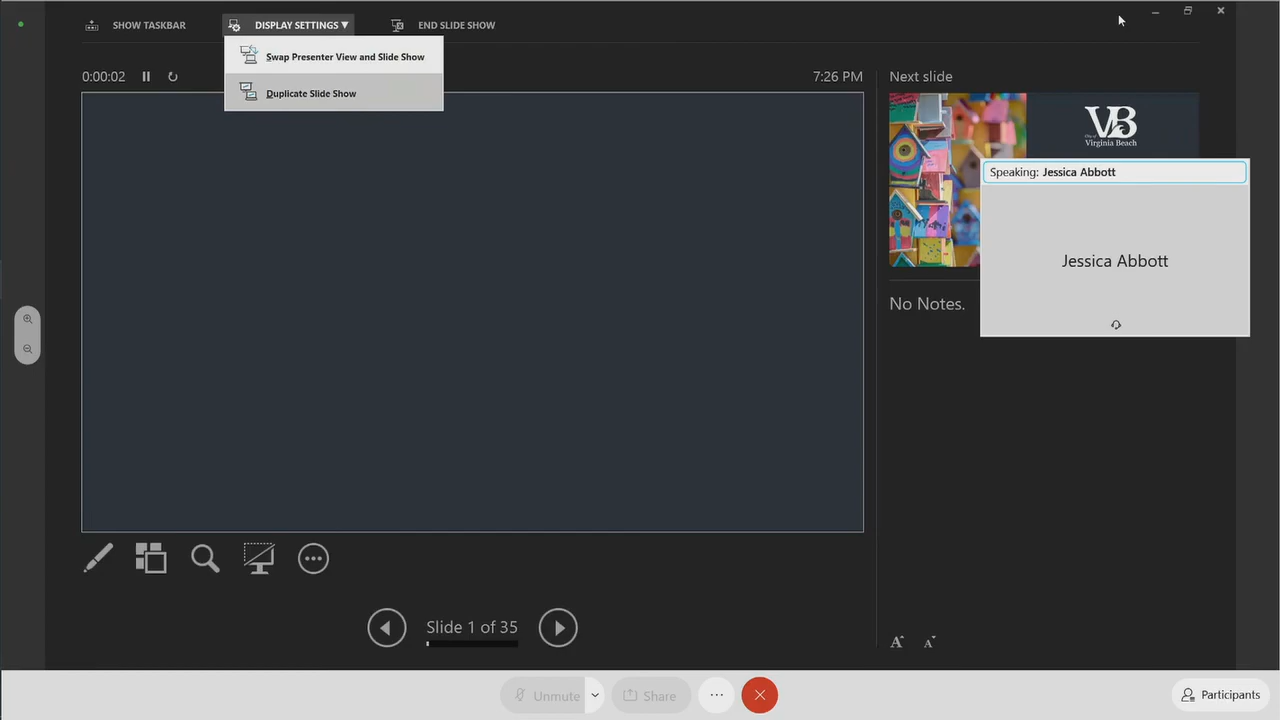 SHOW TASKBAR
DISPLAY SETTINGS ▼
END SLIDE SHOW
Swap Presenter View and Slide Show
Duplicate Slide Show
0:00:02
7:26 PM
Next slide
VB
City of
Virginia Beach
Speaking: Jessica Abbott
Jessica Abbott
No Notes.
Slide 1 of 35
A A
Unmute
Share
Participants